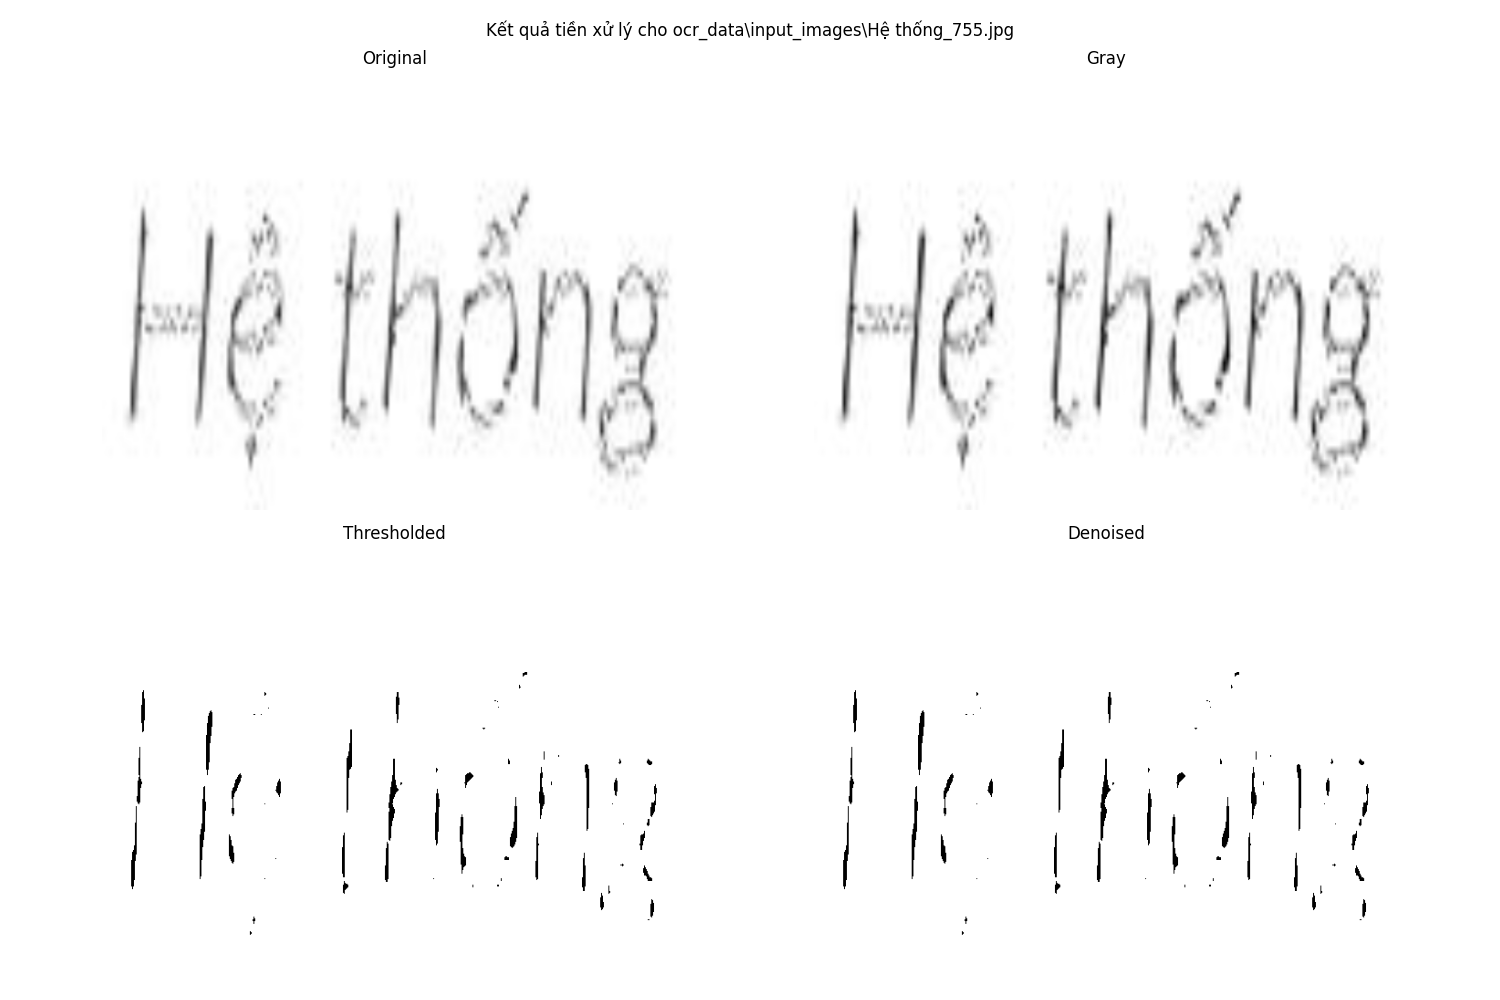 Kết quả tiền xử lý cho ocr_data\input_images\Hệ thống_755.jpg
Original
Gray
Hệ thống
Hệ thống
Thresholded
Denoised